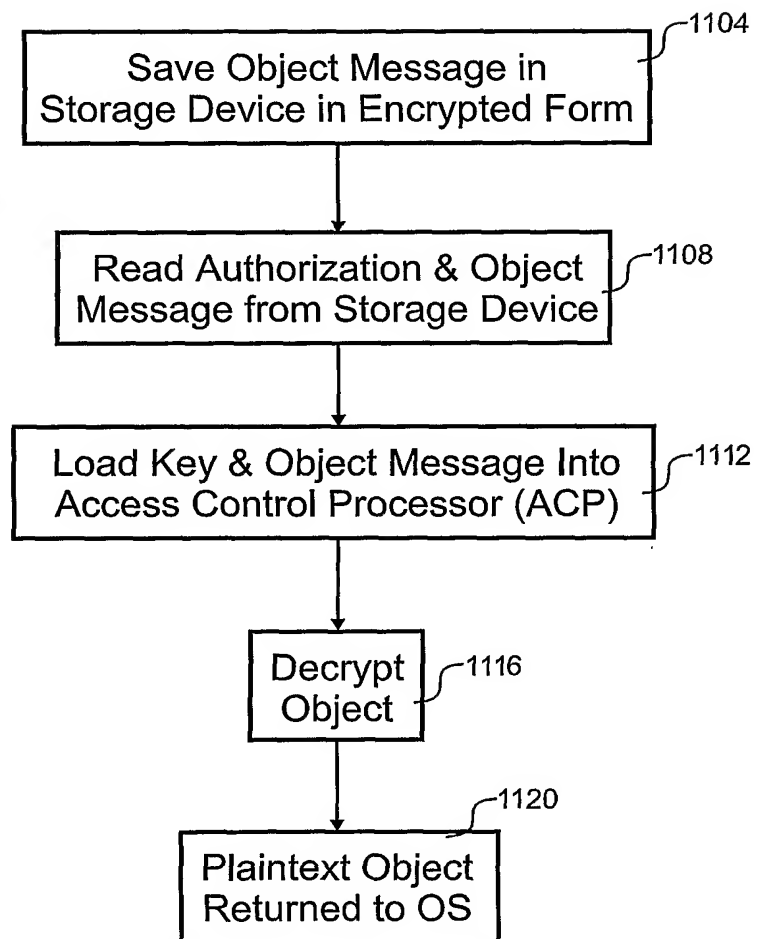 1104
Save Object Message in
Storage Device in Encrypted Form
1108
Read Authorization & Object
Message from Storage Device
1112
Load Key & Object Message Into
Access Control Processor (ACP)
1116
Decrypt
Object
1120
Plaintext Object
Returned to OS